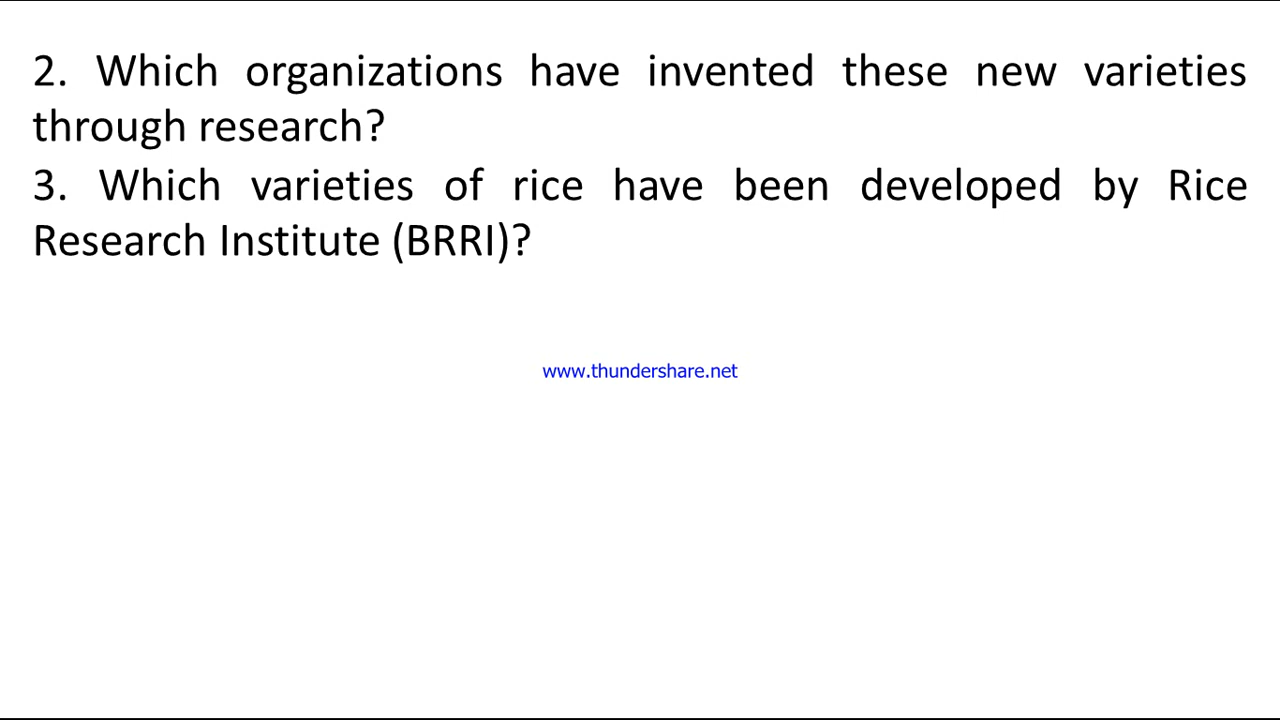 2. Which organizations have invented these new varieties
through research?
3. Which varieties of rice have been developed by Rice
Research Institute (BRRI)?
www.thundershare.net